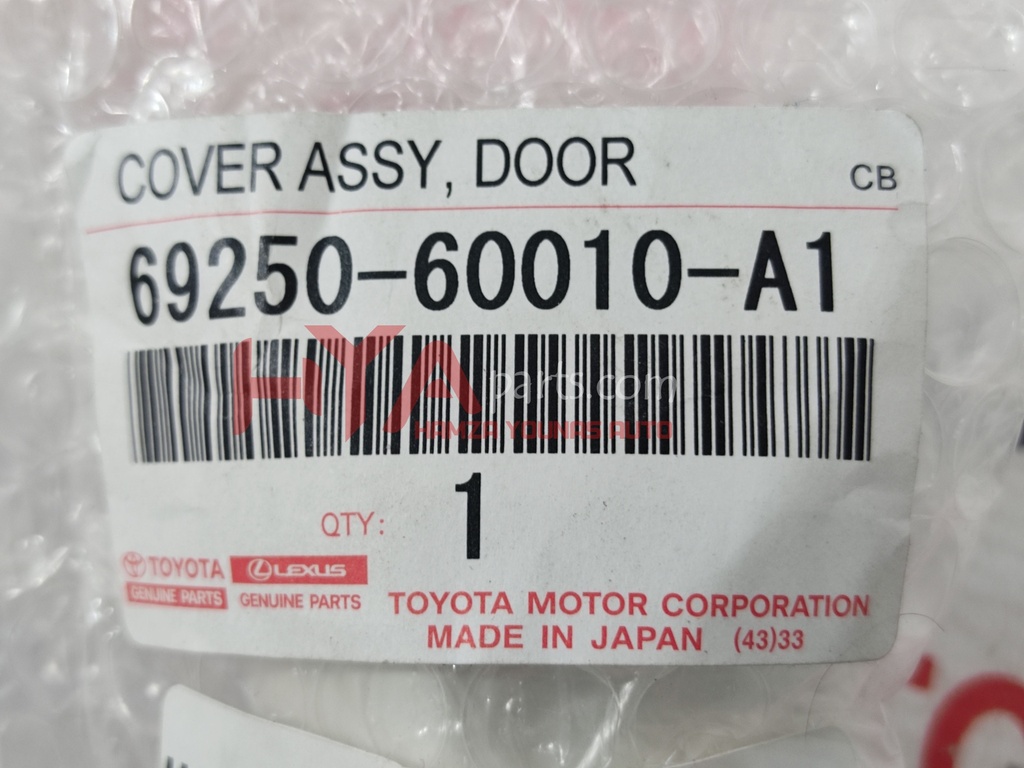 COVER ASSY, DOOR CB
69250-60010-A1
HYA parts.com
HAMZA YOUNAS AUTO
QTY: 1
TOYOTA LEXUS
GENUINE PARTS GENUINE PARTS
TOYOTA MOTOR CORPORATION
MADE IN JAPAN (43)33